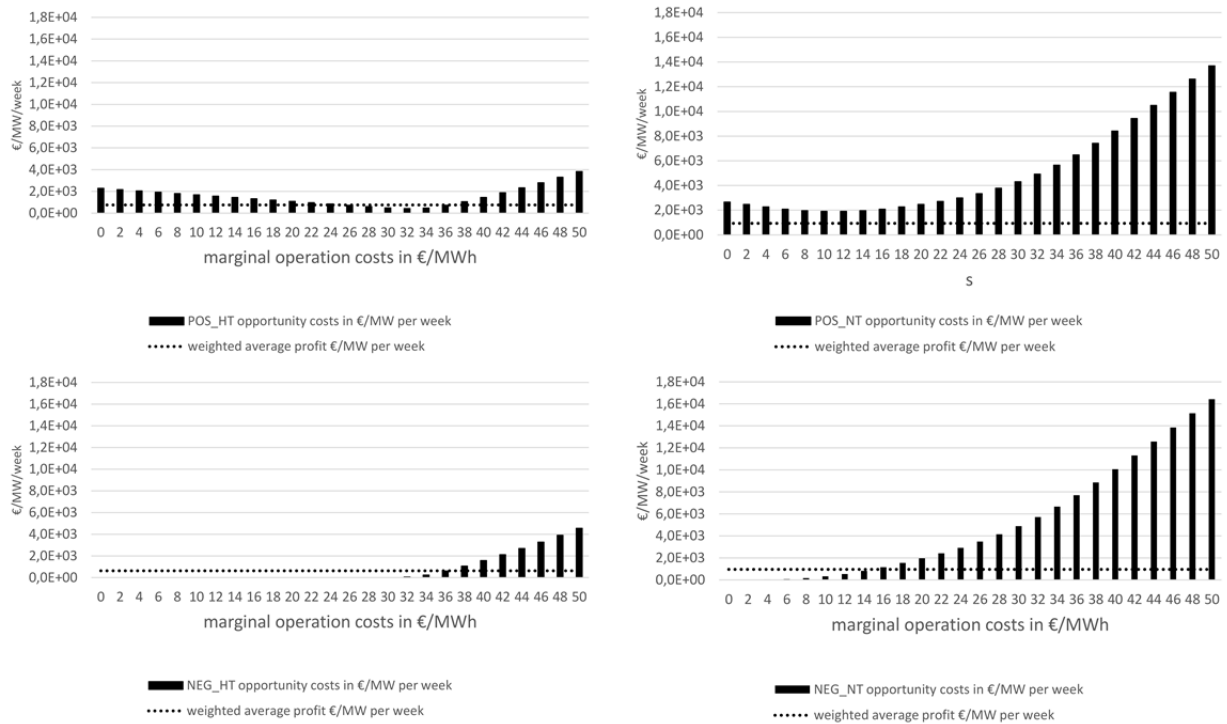 1,8E+04
1,6E+04
1,4E+04
1,2E+04
1,0E+04
8,0E+03
6,0E+03
4,0E+03
2,0E+03
0,0E+00
€/MW/week
0 2 4 6 8 10 12 14 16 18 20 22 24 26 28 30 32 34 36 38 40 42 44 46 48 50
marginal operation costs in €/MWh
POS_HT opportunity costs in €/MW per week
weighted average profit €/MW per week
1,8E+04
1,6E+04
1,4E+04
1,2E+04
1,0E+04
8,0E+03
6,0E+03
4,0E+03
2,0E+03
0,0E+00
€/MW/week
0 2 4 6 8 10 12 14 16 18 20 22 24 26 28 30 32 34 36 38 40 42 44 46 48 50
s
POS_NT opportunity costs in €/MW per week
weighted average profit €/MW per week
1,8E+04
1,6E+04
1,4E+04
1,2E+04
1,0E+04
8,0E+03
6,0E+03
4,0E+03
2,0E+03
0,0E+00
€/MW/week
0 2 4 6 8 10 12 14 16 18 20 22 24 26 28 30 32 34 36 38 40 42 44 46 48 50
marginal operation costs in €/MWh
NEG_HT opportunity costs in €/MW per week
weighted average profit €/MW per week
1,8E+04
1,6E+04
1,4E+04
1,2E+04
1,0E+04
8,0E+03
6,0E+03
4,0E+03
2,0E+03
0,0E+00
€/MW/week
0 2 4 6 8 10 12 14 16 18 20 22 24 26 28 30 32 34 36 38 40 42 44 46 48 50
marginal operation costs in €/MWh
NEG_NT opportunity costs in €/MW per week
weighted average profit €/MW per week